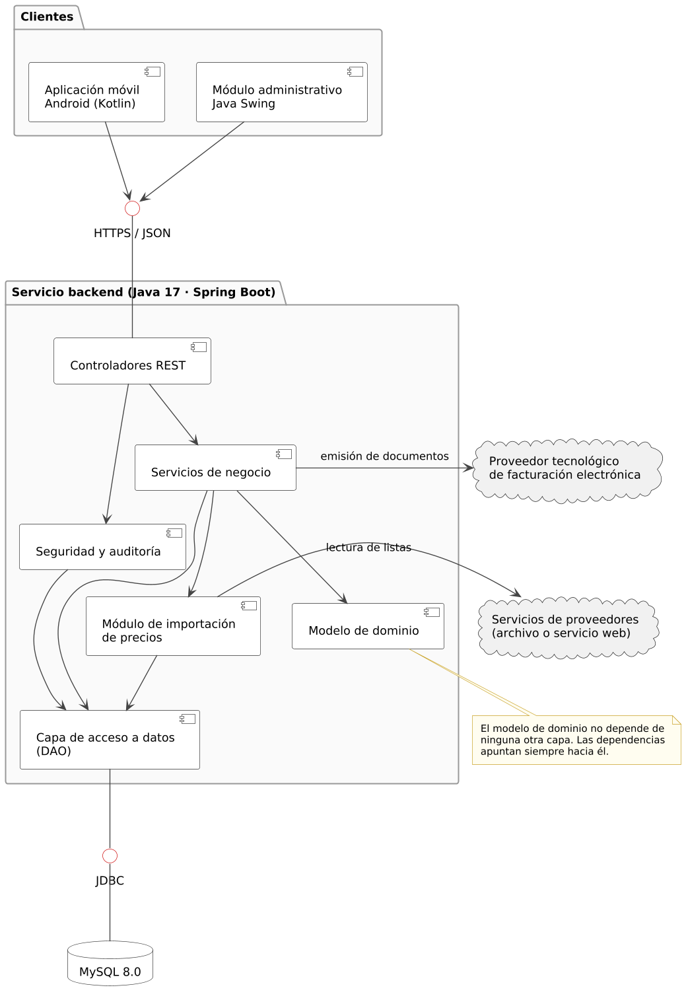 Clientes
Aplicación móvil
Android (Kotlin)
Módulo administrativo
Java Swing
HTTPS / JSON
Servicio backend (Java 17 · Spring Boot)
Controladores REST
Servicios de negocio
emisión de documentos
Proveedor tecnológico
de facturación electrónica
Seguridad y auditoría
lectura de listas
Módulo de importación
de precios
Modelo de dominio
Servicios de proveedores
(archivo o servicio web)
Capa de acceso a datos
(DAO)
El modelo de dominio no depende de
ninguna otra capa. Las dependencias
apuntan siempre hacia él.
JDBC
MySQL 8.0